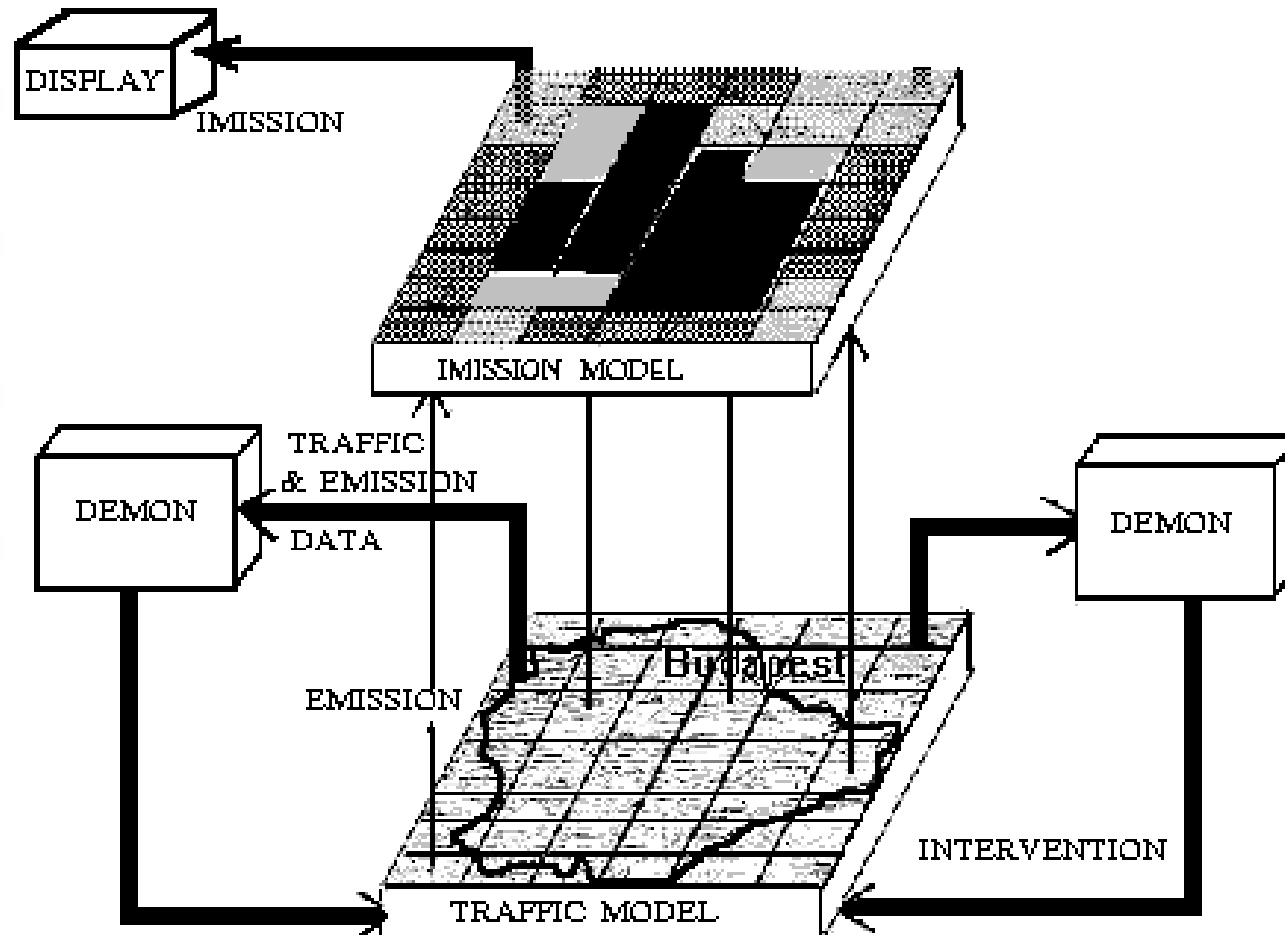 DISPLAY
IMISSION
IMISSION MODEL
TRAFFIC
& EMISSION
DATA
DEMON
DEMON
Budapest
EMISSION
INTERVENTION
TRAFFIC MODEL